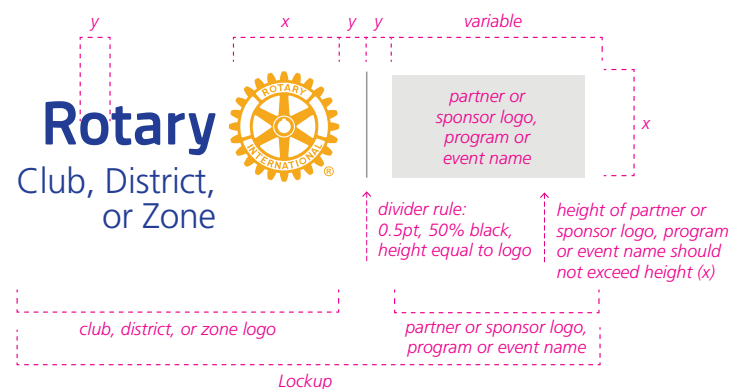 y
x
y
y
variable
Rotary
Club, District,
or Zone
ROTARY
INTERNATIONAL
®
partner or
sponsor logo,
program or
event name
x
divider rule:
0.5pt, 50% black,
height equal to logo
height of partner or
sponsor logo, program
or event name should
not exceed height (x)
club, district, or zone logo
partner or sponsor logo,
program or event name
Lockup